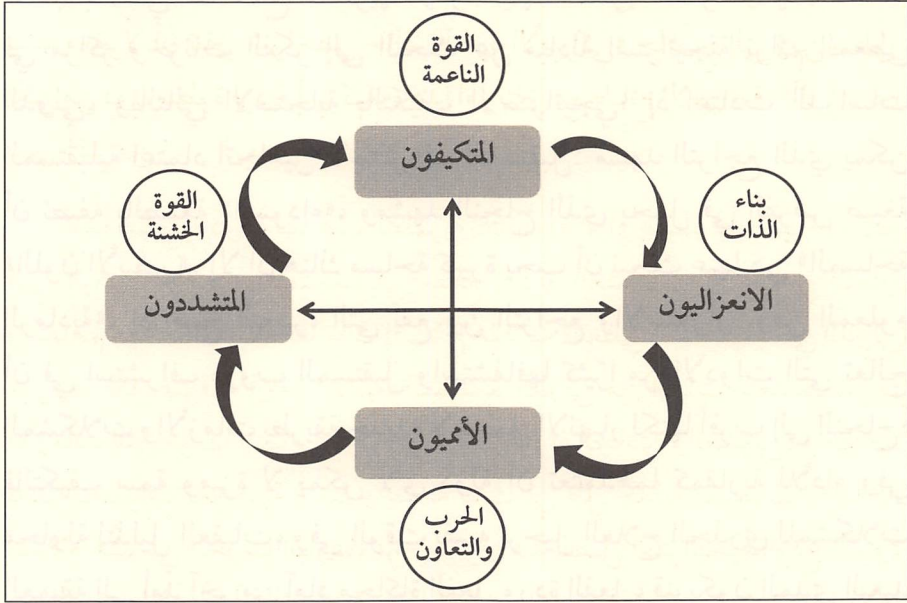 القوة
الناعمة
المتكيفون
بناء
الذات
الانعزاليون
القوة
الخشنة
المتشددون
الأمميون
الحرب
والتعاون